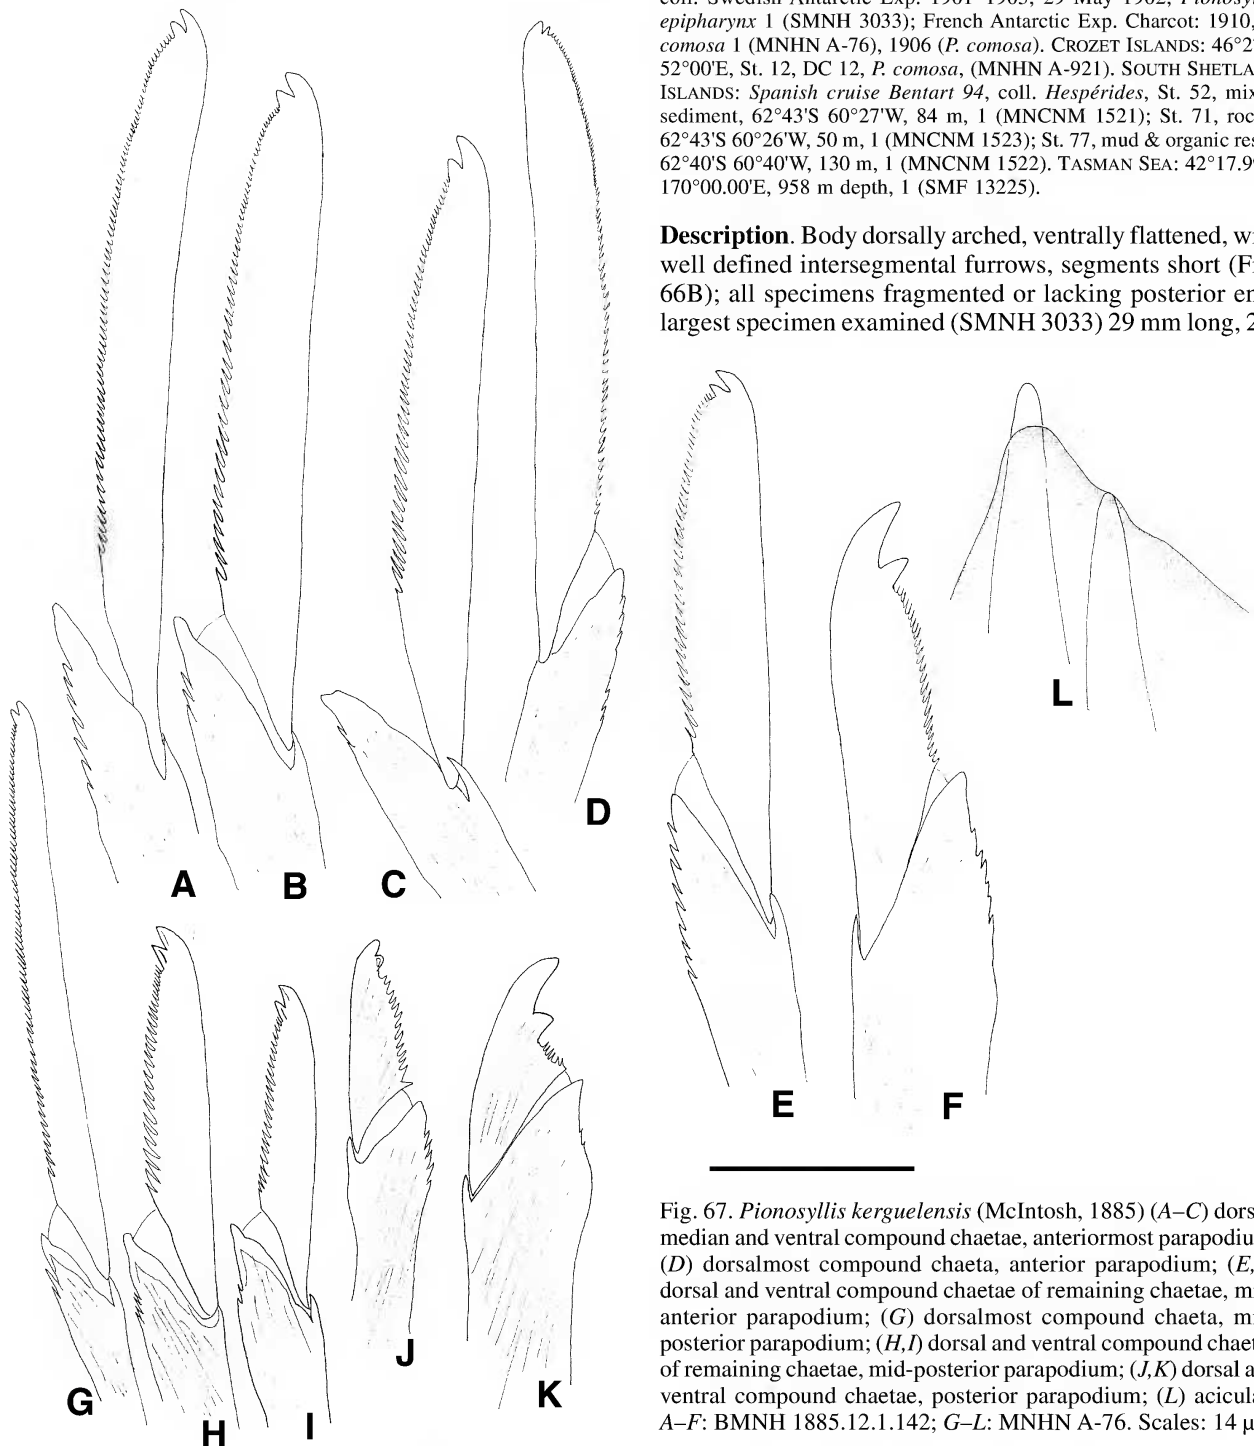 coll. Swedish Antarctic Exp. 1901–1903, 29 May 1902,
epipharynx 1 (SMNH 3033); French Antarctic Exp. Charcot: 1910,
comosa 1 (MNHN A-76), 1906 (P. comosa). CROZET ISLANDS: 46°2
52°00'E, St. 12, DC 12, P. comosa, (MNHN A-921). SOUTH SHETLA
ISLANDS: Spanish cruise Bentart 94, coll. Hespérides, St. 52, mix
sediment, 62°43'S 60°27'W, 84 m, 1 (MNCNM 1521); St. 71, roc
62°43'S 60°26'W, 50 m, 1 (MNCNM 1523); St. 77, mud & organic res
62°40'S 60°40'W, 130 m, 1 (MNCNM 1522). TASMAN SEA: 42°17.9
170°00.00'E, 958 m depth, 1 (SMF 13225).
Description. Body dorsally arched, ventrally flattened, wi
well defined intersegmental furrows, segments short (Fi
66B); all specimens fragmented or lacking posterior en
largest specimen examined (SMNH 3033) 29 mm long, 2
A
B
C
D
E
F
G
H
I
J
K
L
Fig. 67. Pionosyllis kerguelensis (McIntosh, 1885) (A–C) dors
median and ventral compound chaetae, anteriormost parapodiu
(D) dorsalmost compound chaeta, anterior parapodium; (E,
dorsal and ventral compound chaetae of remaining chaetae, mi
anterior parapodium; (G) dorsalmost compound chaeta, mi
posterior parapodium; (H,I) dorsal and ventral compound chaet
of remaining chaetae, mid-posterior parapodium; (J,K) dorsal a
ventral compound chaetae, posterior parapodium; (L) acicula
A–F: BMNH 1885.12.1.142; G–L: MNHN A-76. Scales: 14 µ